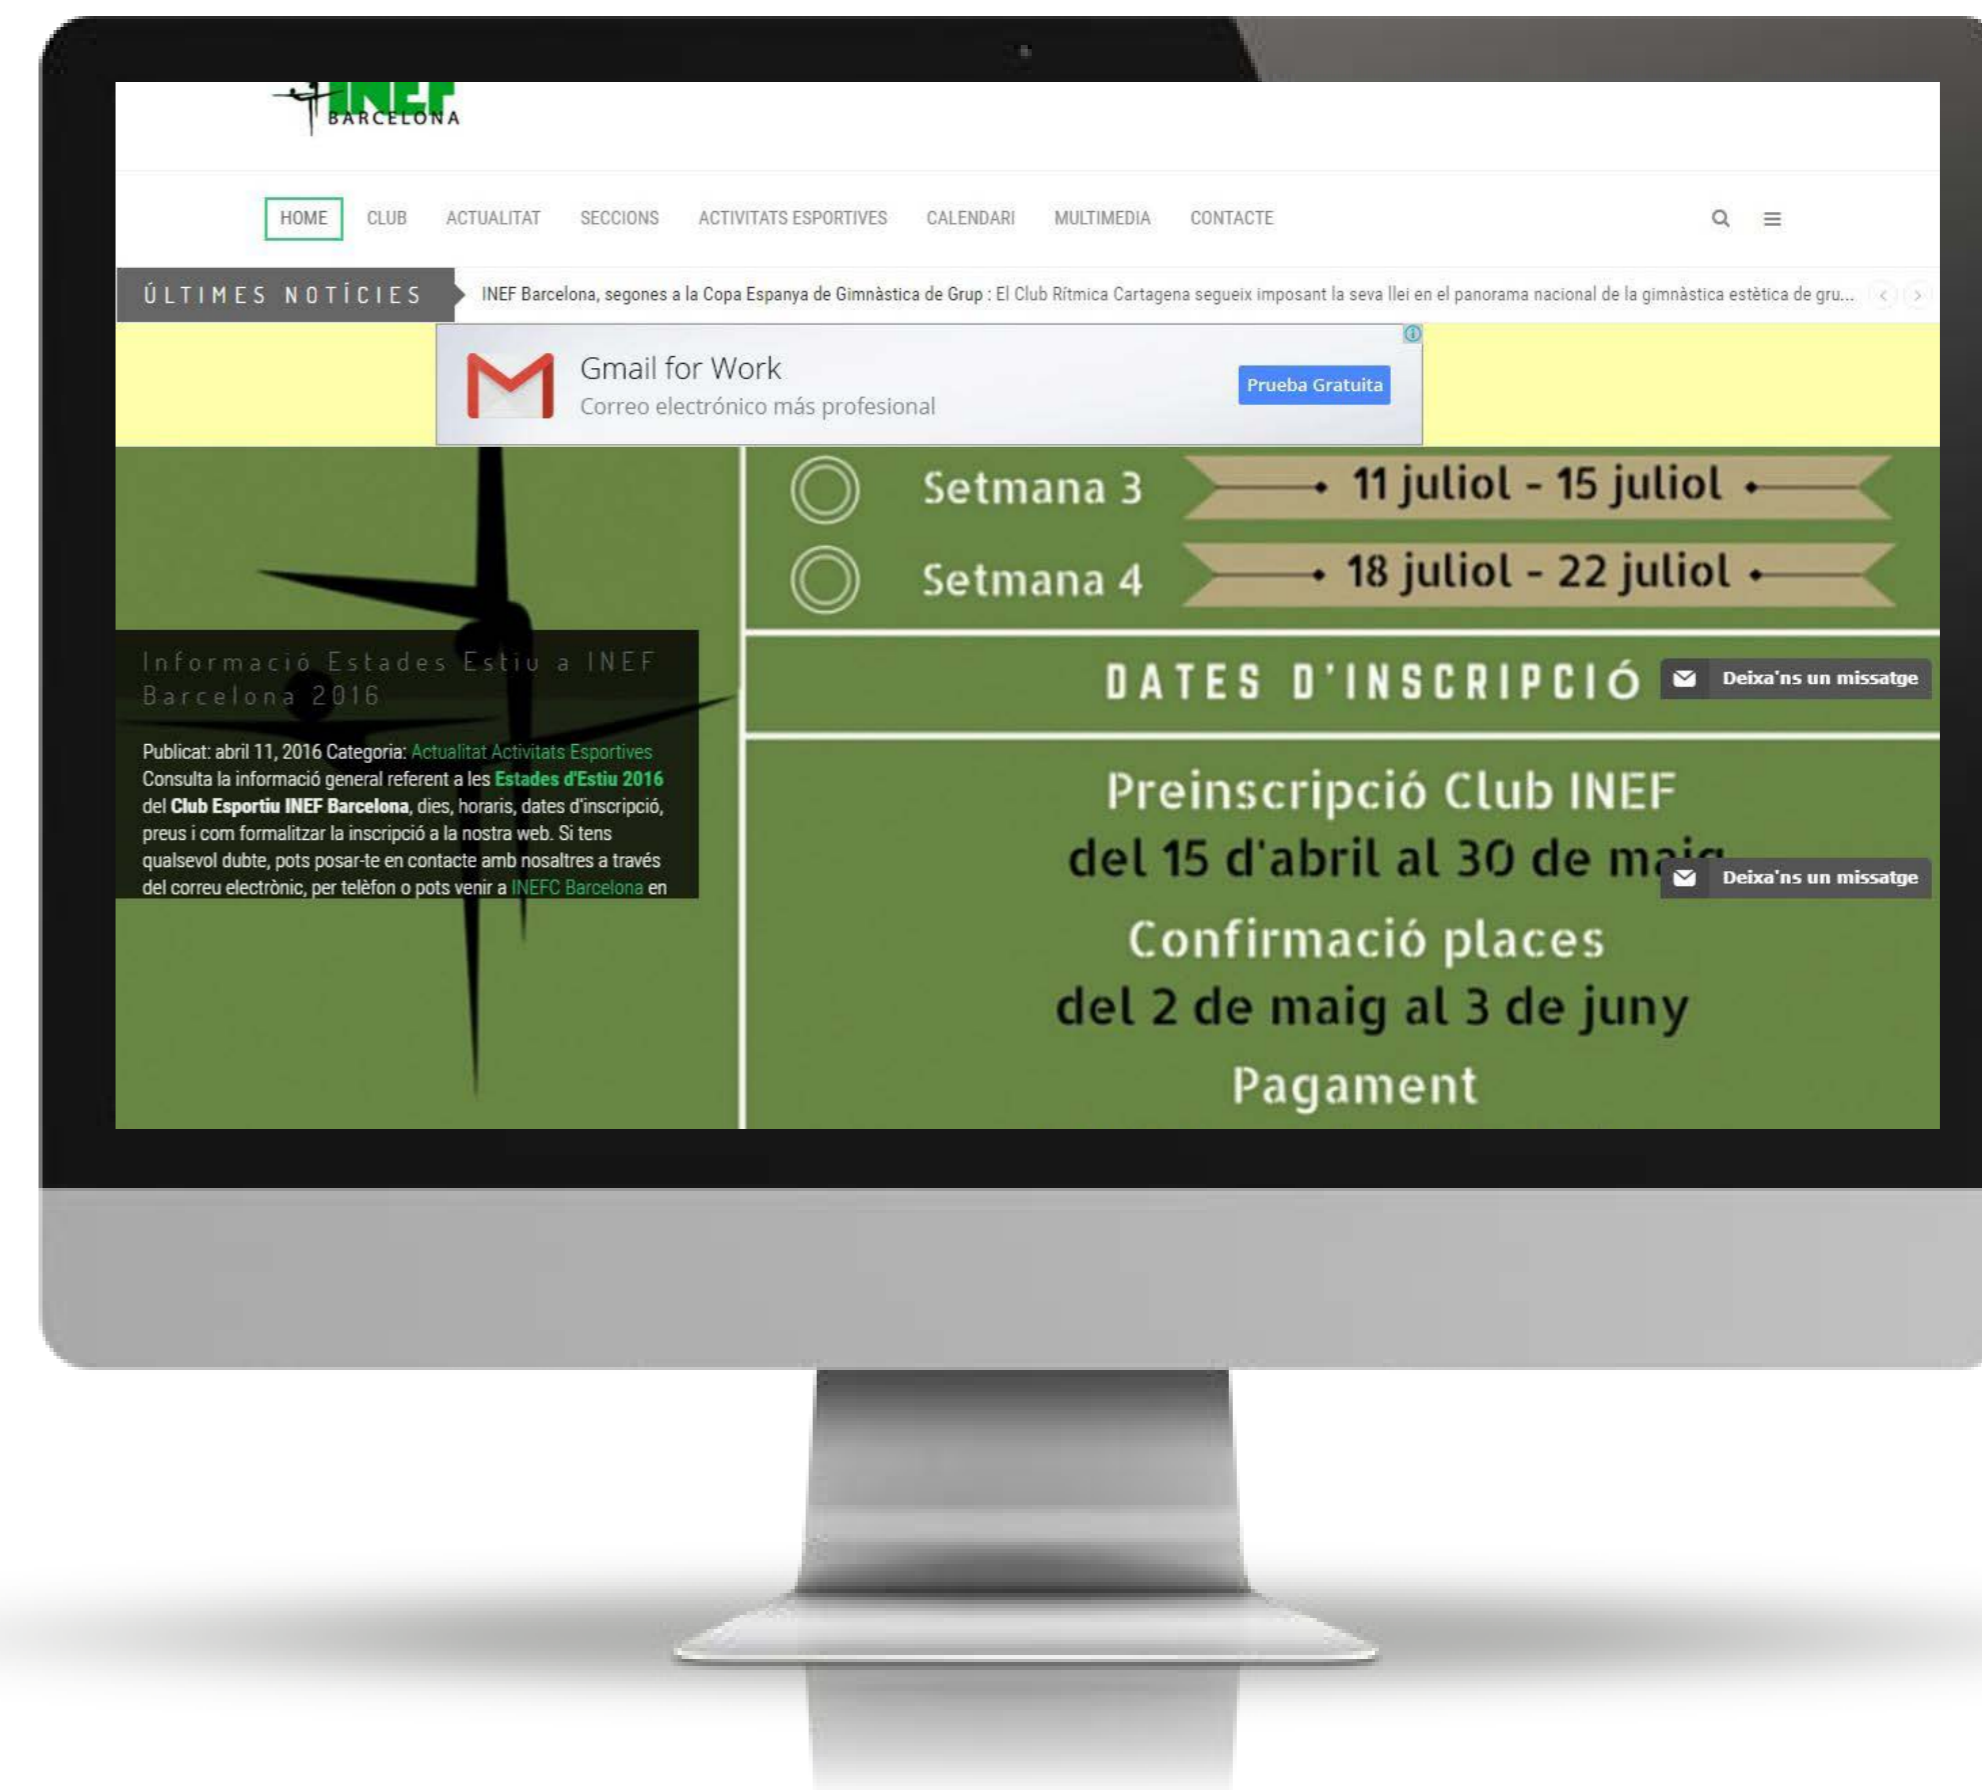 INEF
BARCELONA
HOME CLUB ACTUALITAT SECCIONS ACTIVITATS ESPORTIVES CALENDARI MULTIMEDIA CONTACTE
ÚLTIMES NOTÍCIES
INEF Barcelona, segones a la Copa Espanya de Gimnàstica de Grup : El Club Rítmica Cartagena segueix imposant la seva llei en el panorama nacional de la gimnàstica estètica de gru...
Gmail for Work
Correo electrónico más profesional
Prueba Gratuita
Setmana 3 11 juliol - 15 juliol
Setmana 4 18 juliol - 22 juliol
Informació Estades Estiu a INEF
Barcelona 2016
Publicat: abril 11, 2016 Categoria: Actualitat Activitats Esportives
Consulta la informació general referent a les Estades d'Estiu 2016
del Club Esportiu INEF Barcelona, dies, horaris, dates d'inscripció,
preus i com formalitzar la inscripció a la nostra web. Si tens
qualsevol dubte, pots posar-te en contacte amb nosaltres a través
del correu electrònic, per telèfon o pots venir a INEFC Barcelona en
DATES D'INSCRIPCIÓ
Deixa'ns un missatge
Preinscripció Club INEF
del 15 d'abril al 30 de maig
Deixa'ns un missatge
Confirmació places
del 2 de maig al 3 de juny
Pagament